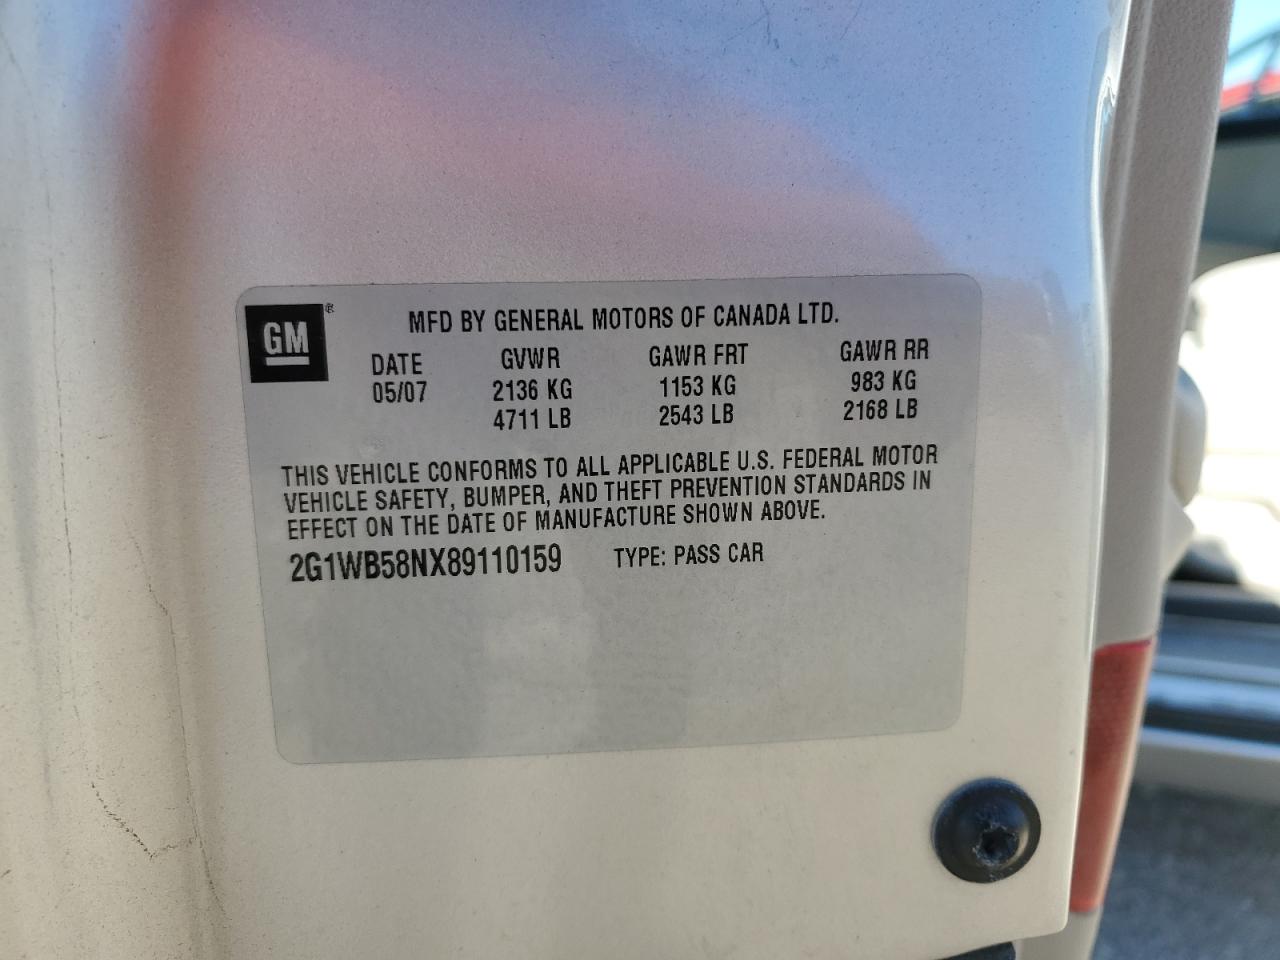 GM®
MFD BY GENERAL MOTORS OF CANADA LTD.
DATE GVWR GAWR FRT GAWR RR
05/07 2136 KG 1153 KG 983 KG
4711 LB 2543 LB 2168 LB
THIS VEHICLE CONFORMS TO ALL APPLICABLE U.S. FEDERAL MOTOR
VEHICLE SAFETY, BUMPER, AND THEFT PREVENTION STANDARDS IN
EFFECT ON THE DATE OF MANUFACTURE SHOWN ABOVE.
2G1WB58NX89110159 TYPE: PASS CAR